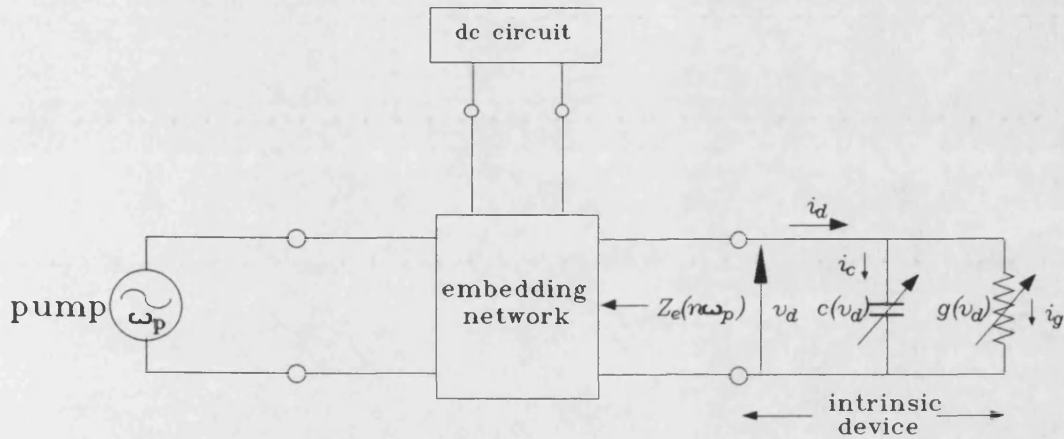 dc circuit
pump
ωp
embedding
network
Ze(nωp)
id
vd
ic
c(vd)
g(vd)
ig
intrinsic
device